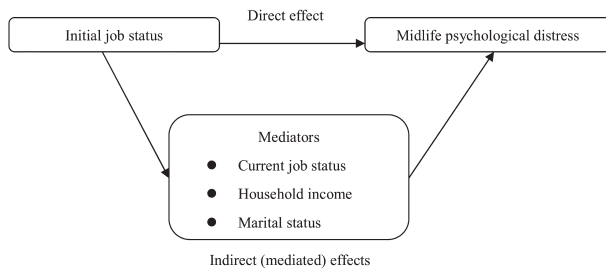 Direct effect
Initial job status
Midlife psychological distress
Mediators
● Current job status
● Household income
● Marital status
Indirect (mediated) effects